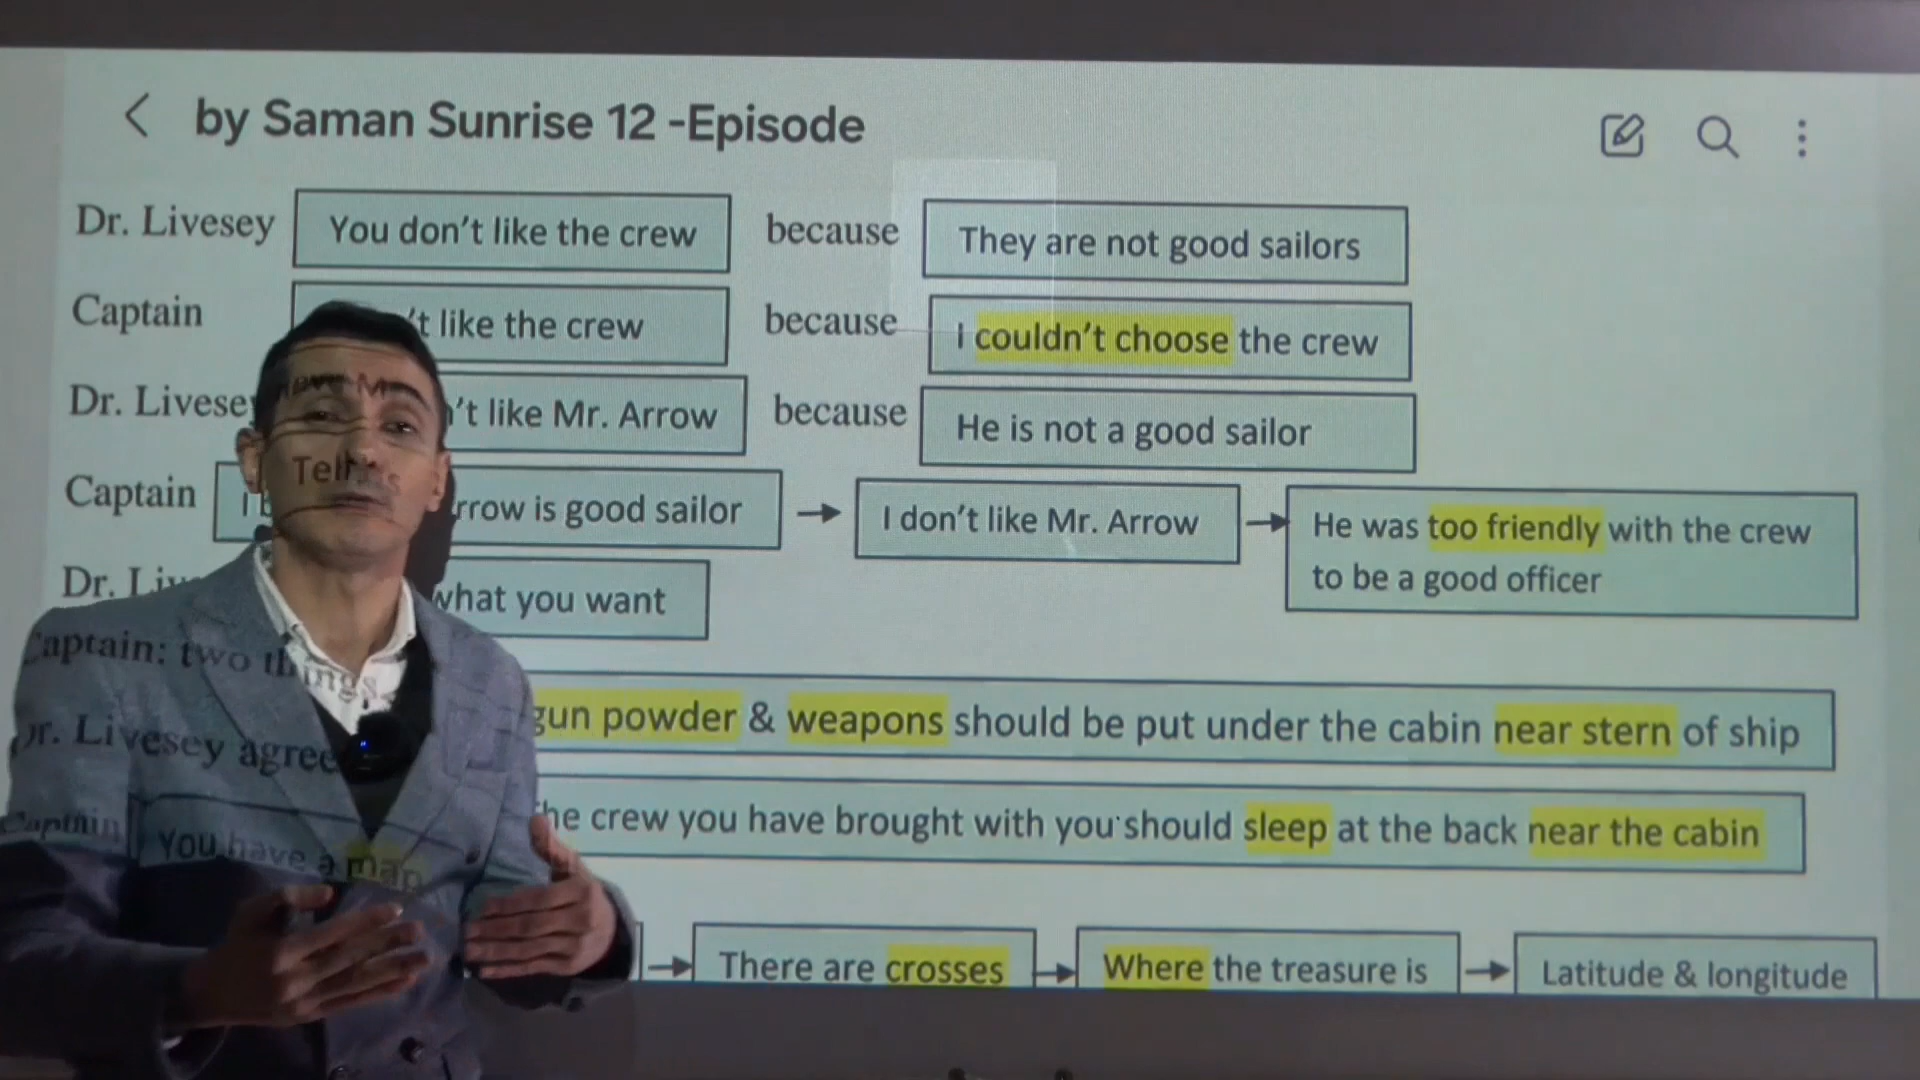 by Saman Sunrise 12 -Episode
Dr. Livesey You don't like the crew because They are not good sailors
Captain 't like the crew because I couldn't choose the crew
Dr. Livese 't like Mr. Arrow because He is not a good sailor
Captain I rrow is good sailor I don't like Mr. Arrow He was too friendly with the crew
to be a good officer
Dr. Liv what you want
Tell
Captain: two things.
gun powder & weapons should be put under the cabin near stern of ship
Dr. Livesey agree
he crew you have brought with you should sleep at the back near the cabin
Captain You have a map There are crosses Where the treasure is Latitude & longitude